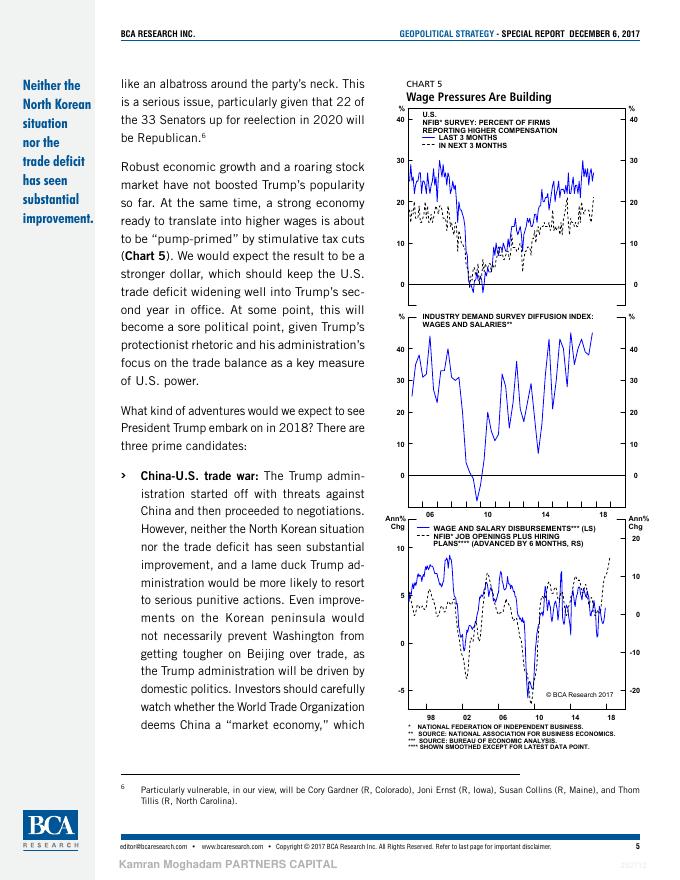 BCA RESEARCH INC.
GEOPOLITICAL STRATEGY - SPECIAL REPORT DECEMBER 6, 2017
Neither the
North Korean
situation
nor the
trade deficit
has seen
substantial
improvement.
like an albatross around the party’s neck. This
is a serious issue, particularly given that 22 of
the 33 Senators up for reelection in 2020 will
be Republican.6
Robust economic growth and a roaring stock
market have not boosted Trump’s popularity
so far. At the same time, a strong economy
ready to translate into higher wages is about
to be “pump-primed” by stimulative tax cuts
(Chart 5). We would expect the result to be a
stronger dollar, which should keep the U.S.
trade deficit widening well into Trump’s sec-
ond year in office. At some point, this will
become a sore political point, given Trump’s
protectionist rhetoric and his administration’s
focus on the trade balance as a key measure
of U.S. power.
What kind of adventures would we expect to see
President Trump embark on in 2018? There are
three prime candidates:
› China-U.S. trade war: The Trump admin-
istration started off with threats against
China and then proceeded to negotiations.
However, neither the North Korean situation
nor the trade deficit has seen substantial
improvement, and a lame duck Trump ad-
ministration would be more likely to resort
to serious punitive actions. Even improve-
ments on the Korean peninsula would
not necessarily prevent Washington from
getting tougher on Beijing over trade, as
the Trump administration will be driven by
domestic politics. Investors should carefully
watch whether the World Trade Organization
deems China a “market economy,” which
CHART 5
Wage Pressures Are Building
% %
U.S.
NFIB* SURVEY: PERCENT OF FIRMS
REPORTING HIGHER COMPENSATION
LAST 3 MONTHS
IN NEXT 3 MONTHS
40 40
30 30
20 20
10 10
0 0
% %
INDUSTRY DEMAND SURVEY DIFFUSION INDEX:
WAGES AND SALARIES**
40 40
30 30
20 20
10 10
0 0
06 10 14 18
Ann% Ann%
Chg Chg
WAGE AND SALARY DISBURSEMENTS*** (LS)
NFIB* JOB OPENINGS PLUS HIRING
PLANS**** (ADVANCED BY 6 MONTHS, RS)
20
10 10
5 0
0 -10
-5 -20
© BCA Research 2017
98 02 06 10 14 18
* NATIONAL FEDERATION OF INDEPENDENT BUSINESS.
** SOURCE: NATIONAL ASSOCIATION FOR BUSINESS ECONOMICS.
*** SOURCE: BUREAU OF ECONOMIC ANALYSIS.
**** SHOWN SMOOTHED EXCEPT FOR LATEST DATA POINT.
6 Particularly vulnerable, in our view, will be Cory Gardner (R, Colorado), Joni Ernst (R, Iowa), Susan Collins (R, Maine), and Thom
Tillis (R, North Carolina).
BCA
RESEARCH
editor@bcaresearch.com • www.bcaresearch.com • Copyright © 2017 BCA Research Inc. All Rights Reserved. Refer to last page for important disclaimer.
5
Kamran Moghadam PARTNERS CAPITAL